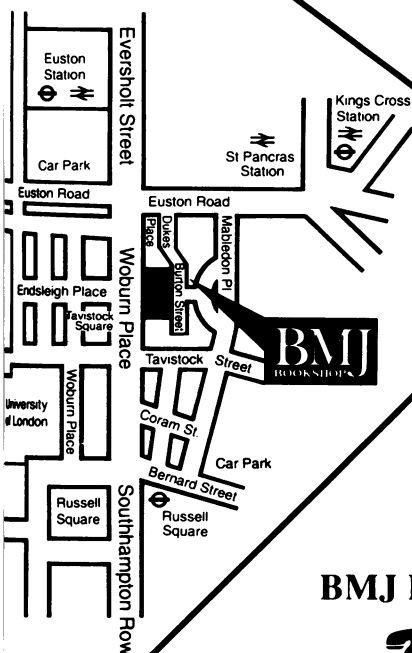 Eversholt Street
Euston
Station
Kings Cross
Station
St Pancras
Station
Car Park
Euston Road
Euston Road
Dukes
Place
Mabledon Pl
Woburn Place
Burron Street
Endsleigh Place
Tavistock
Square
BMJ
BOOKSHOPS
Tavistock Street
Woburn Place
University
of London
Coram St.
Car Park
Bernard Street
Russell
Square
Southhampton Row
Russell
Square
BMJ